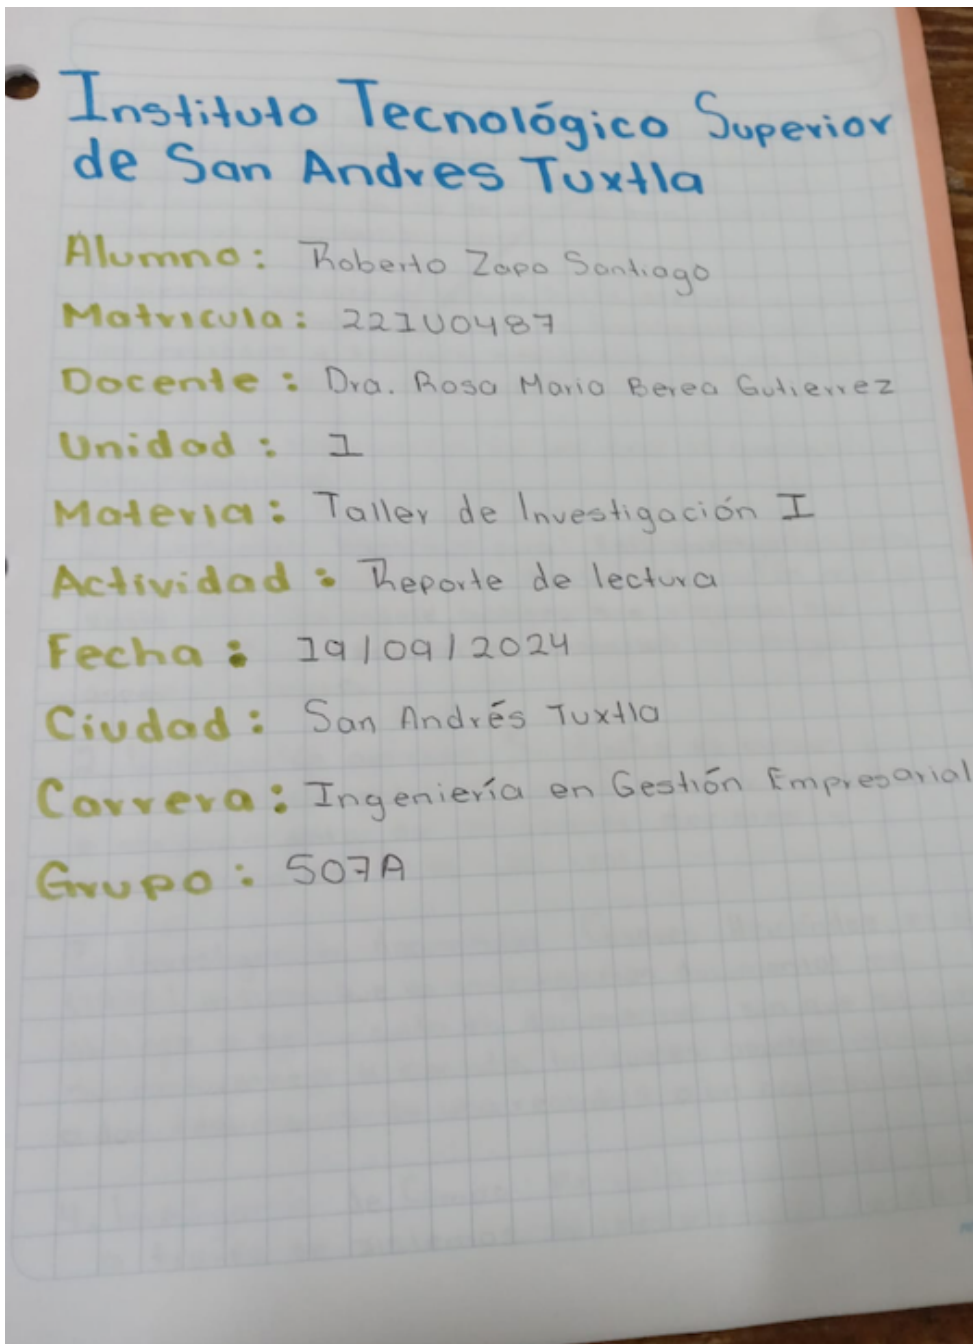 Instituto Tecnológico Superior
de San Andres Tuxtla
Alumno: Roberto Zapo Santiago
Matricula: 221U0487
Docente: Dra. Rosa Maria Berea Gutierrez
Unidad: I
Materia: Taller de Investigación I
Actividad: Reporte de lectura
Fecha: 19/09/2024
Ciudad: San Andrés Tuxtla
Carrera: Ingeniería en Gestión Empresarial
Grupo: 507A